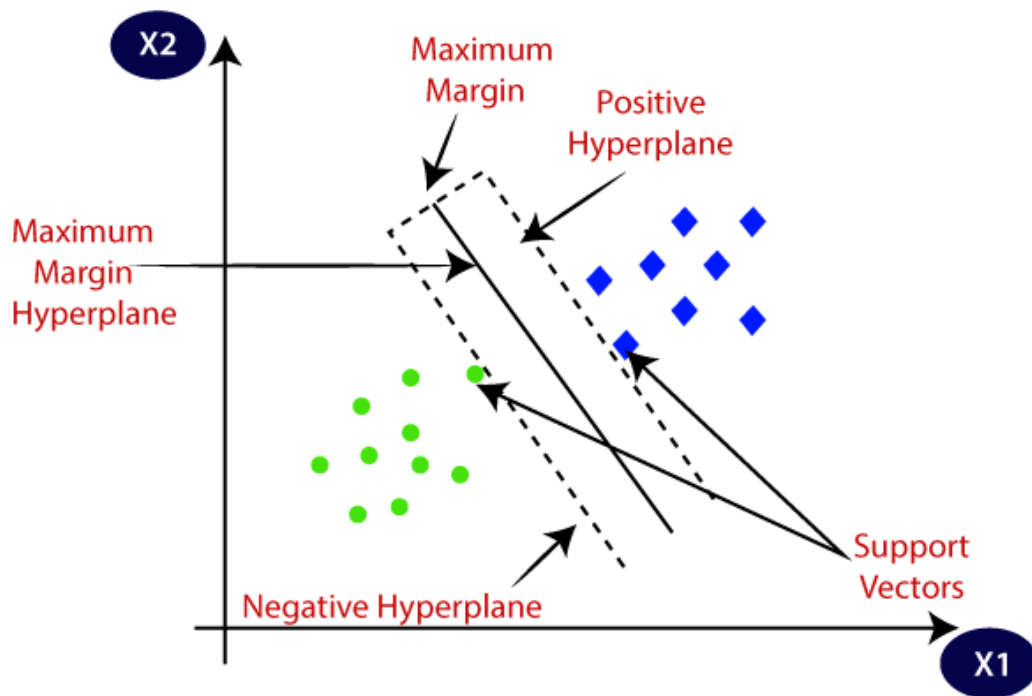 X2
Maximum
Margin
Positive
Hyperplane
Maximum
Margin
Hyperplane
Support
Vectors
Negative Hyperplane
X1